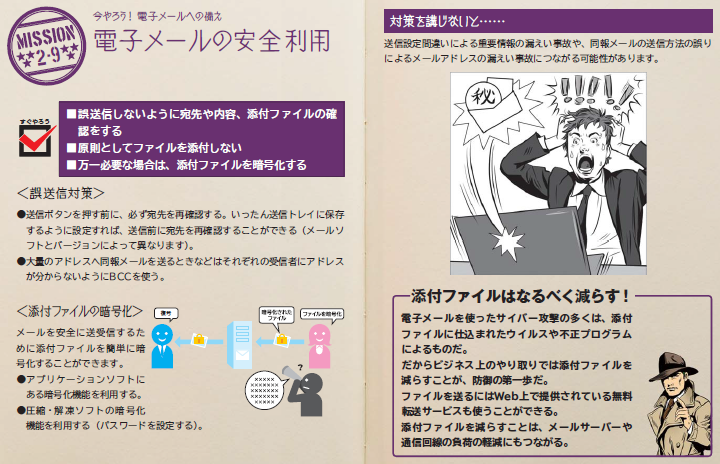 MISSION
2-9
今やろう！電子メールへの備え
電子メールの安全利用
すぐやろう
■誤送信しないように宛先や内容、添付ファイルの確
認をする
■原則としてファイルを添付しない
■万一必要な場合は、添付ファイルを暗号化する
＜誤送信対策＞
●送信ボタンを押す前に、必ず宛先を再確認する。いったん送信トレイに保存
するように設定すれば、送信前に宛先を再確認することができる（メールソ
フトとバージョンによって異なります）。
●大量のアドレスへ同報メールを送るときなどはそれぞれの受信者にアドレス
が分からないようにBCCを使う。
＜添付ファイルの暗号化＞
メールを安全に送受信するた
めに添付ファイルを簡単に暗
号化することができます。
●アプリケーションソフトに
ある暗号化機能を利用する。
●圧縮・解凍ソフトの暗号化
機能を利用する（パスワードを設定する）。
復号
暗号化された
ファイル
ファイルを暗号化
×××××
×××××××
×××××××
×××××
?
対策を講じないと……
送信設定間違いによる重要情報の漏えい事故や、同報メールの送信方法の誤り
によるメールアドレスの漏えい事故につながる可能性があります。
秘
添付ファイルはなるべく減らす！
電子メールを使ったサイバー攻撃の多くは、添付
ファイルに仕込まれたウイルスや不正プログラム
によるものだ。
だからビジネス上のやり取りでは添付ファイルを
減らすことが、防御の第一歩だ。
ファイルを送るにはWeb上で提供されている無料
転送サービスも使うことができる。
添付ファイルを減らすことは、メールサーバーや
通信回線の負荷の軽減にもつながる。